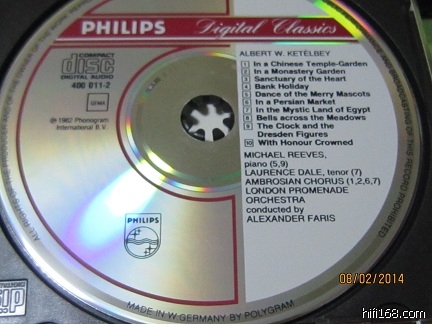 PHILIPS
Digital Classics
COMPACT
disc
DIGITAL AUDIO
400 011-2
GEMA
℗ 1982 Phonogram
International B.V.
ALBERT W. KETÈLBEY
1 In a Chinese Temple-Garden
2 In a Monastery Garden
3 Sanctuary of the Heart
4 Bank Holiday
5 Dance of the Merry Mascots
6 In a Persian Market
7 In the Mystic Land of Egypt
8 Bells across the Meadows
9 The Clock and the
Dresden Figures
10 With Honour Crowned
MICHAEL REEVES,
piano (5,9)
LAURENCE DALE, tenor (7)
AMBROSIAN CHORUS (1,2,6,7)
LONDON PROMENADE
ORCHESTRA
conducted by
ALEXANDER FARIS
PHILIPS
MADE IN W. GERMANY BY POLYGRAM
OF THIS RECORD PROHIBITED
08/02/2014
hifi168.com